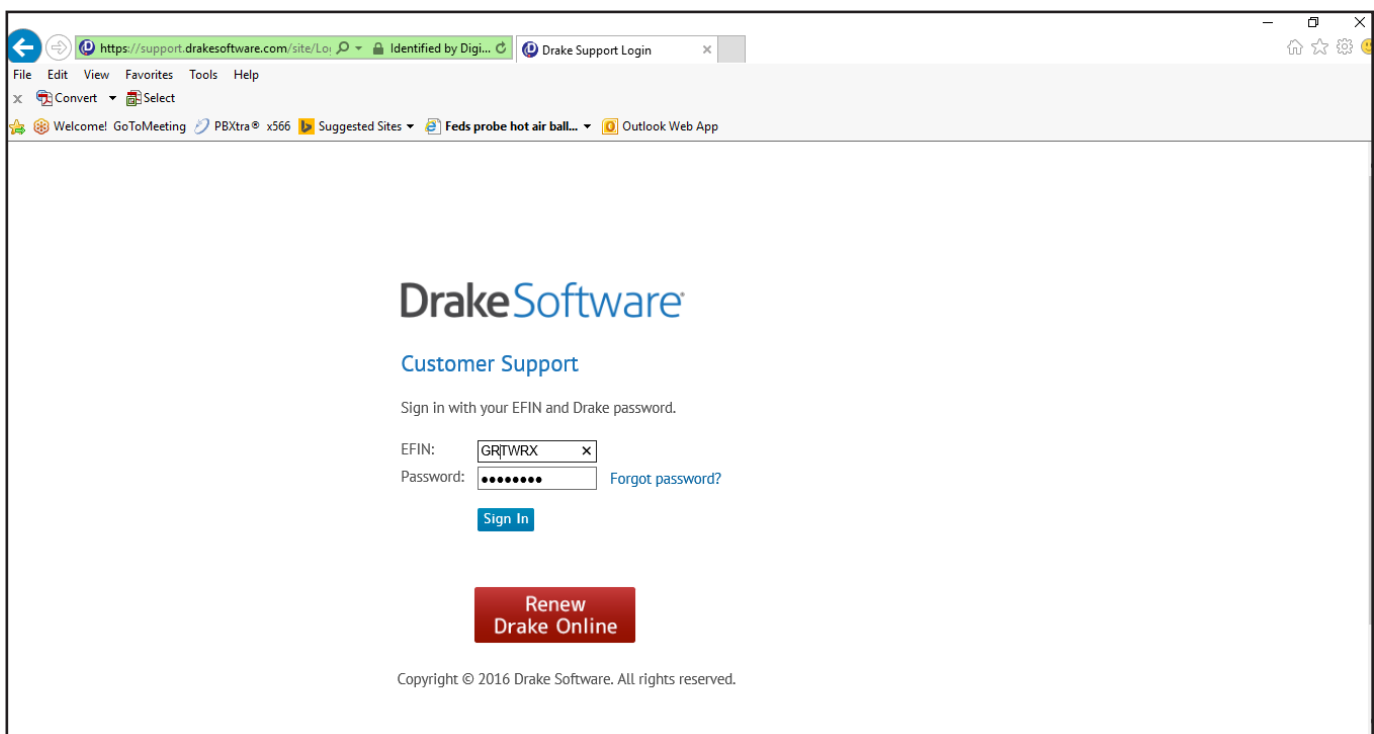 https://support.drakesoftware.com/site/Lo Identified by Digi... Drake Support Login
File Edit View Favorites Tools Help
x Convert Select
Welcome! GoToMeeting PBXtra® x566 Suggested Sites Feds probe hot air ball... Outlook Web App
DrakeSoftware
Customer Support
Sign in with your EFIN and Drake password.
EFIN: GRTWRX
Password: •••••••• Forgot password?
Sign In
Renew
Drake Online
Copyright © 2016 Drake Software. All rights reserved.